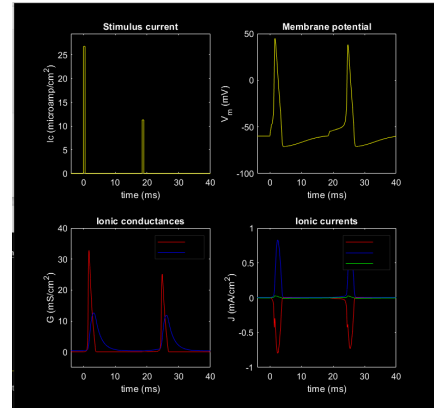 Stimulus current
Ic (microamp/cm²)
25
20
15
10
5
0
0 10 20 30 40
time (ms)
Membrane potential
V_m (mV)
50
0
-50
-100
0 10 20 30 40
time (ms)
Ionic conductances
G (mS/cm²)
40
30
20
10
0
0 10 20 30 40
time (ms)
Ionic currents
J (mA/cm²)
1
0.5
0
-0.5
-1
0 10 20 30 40
time (ms)